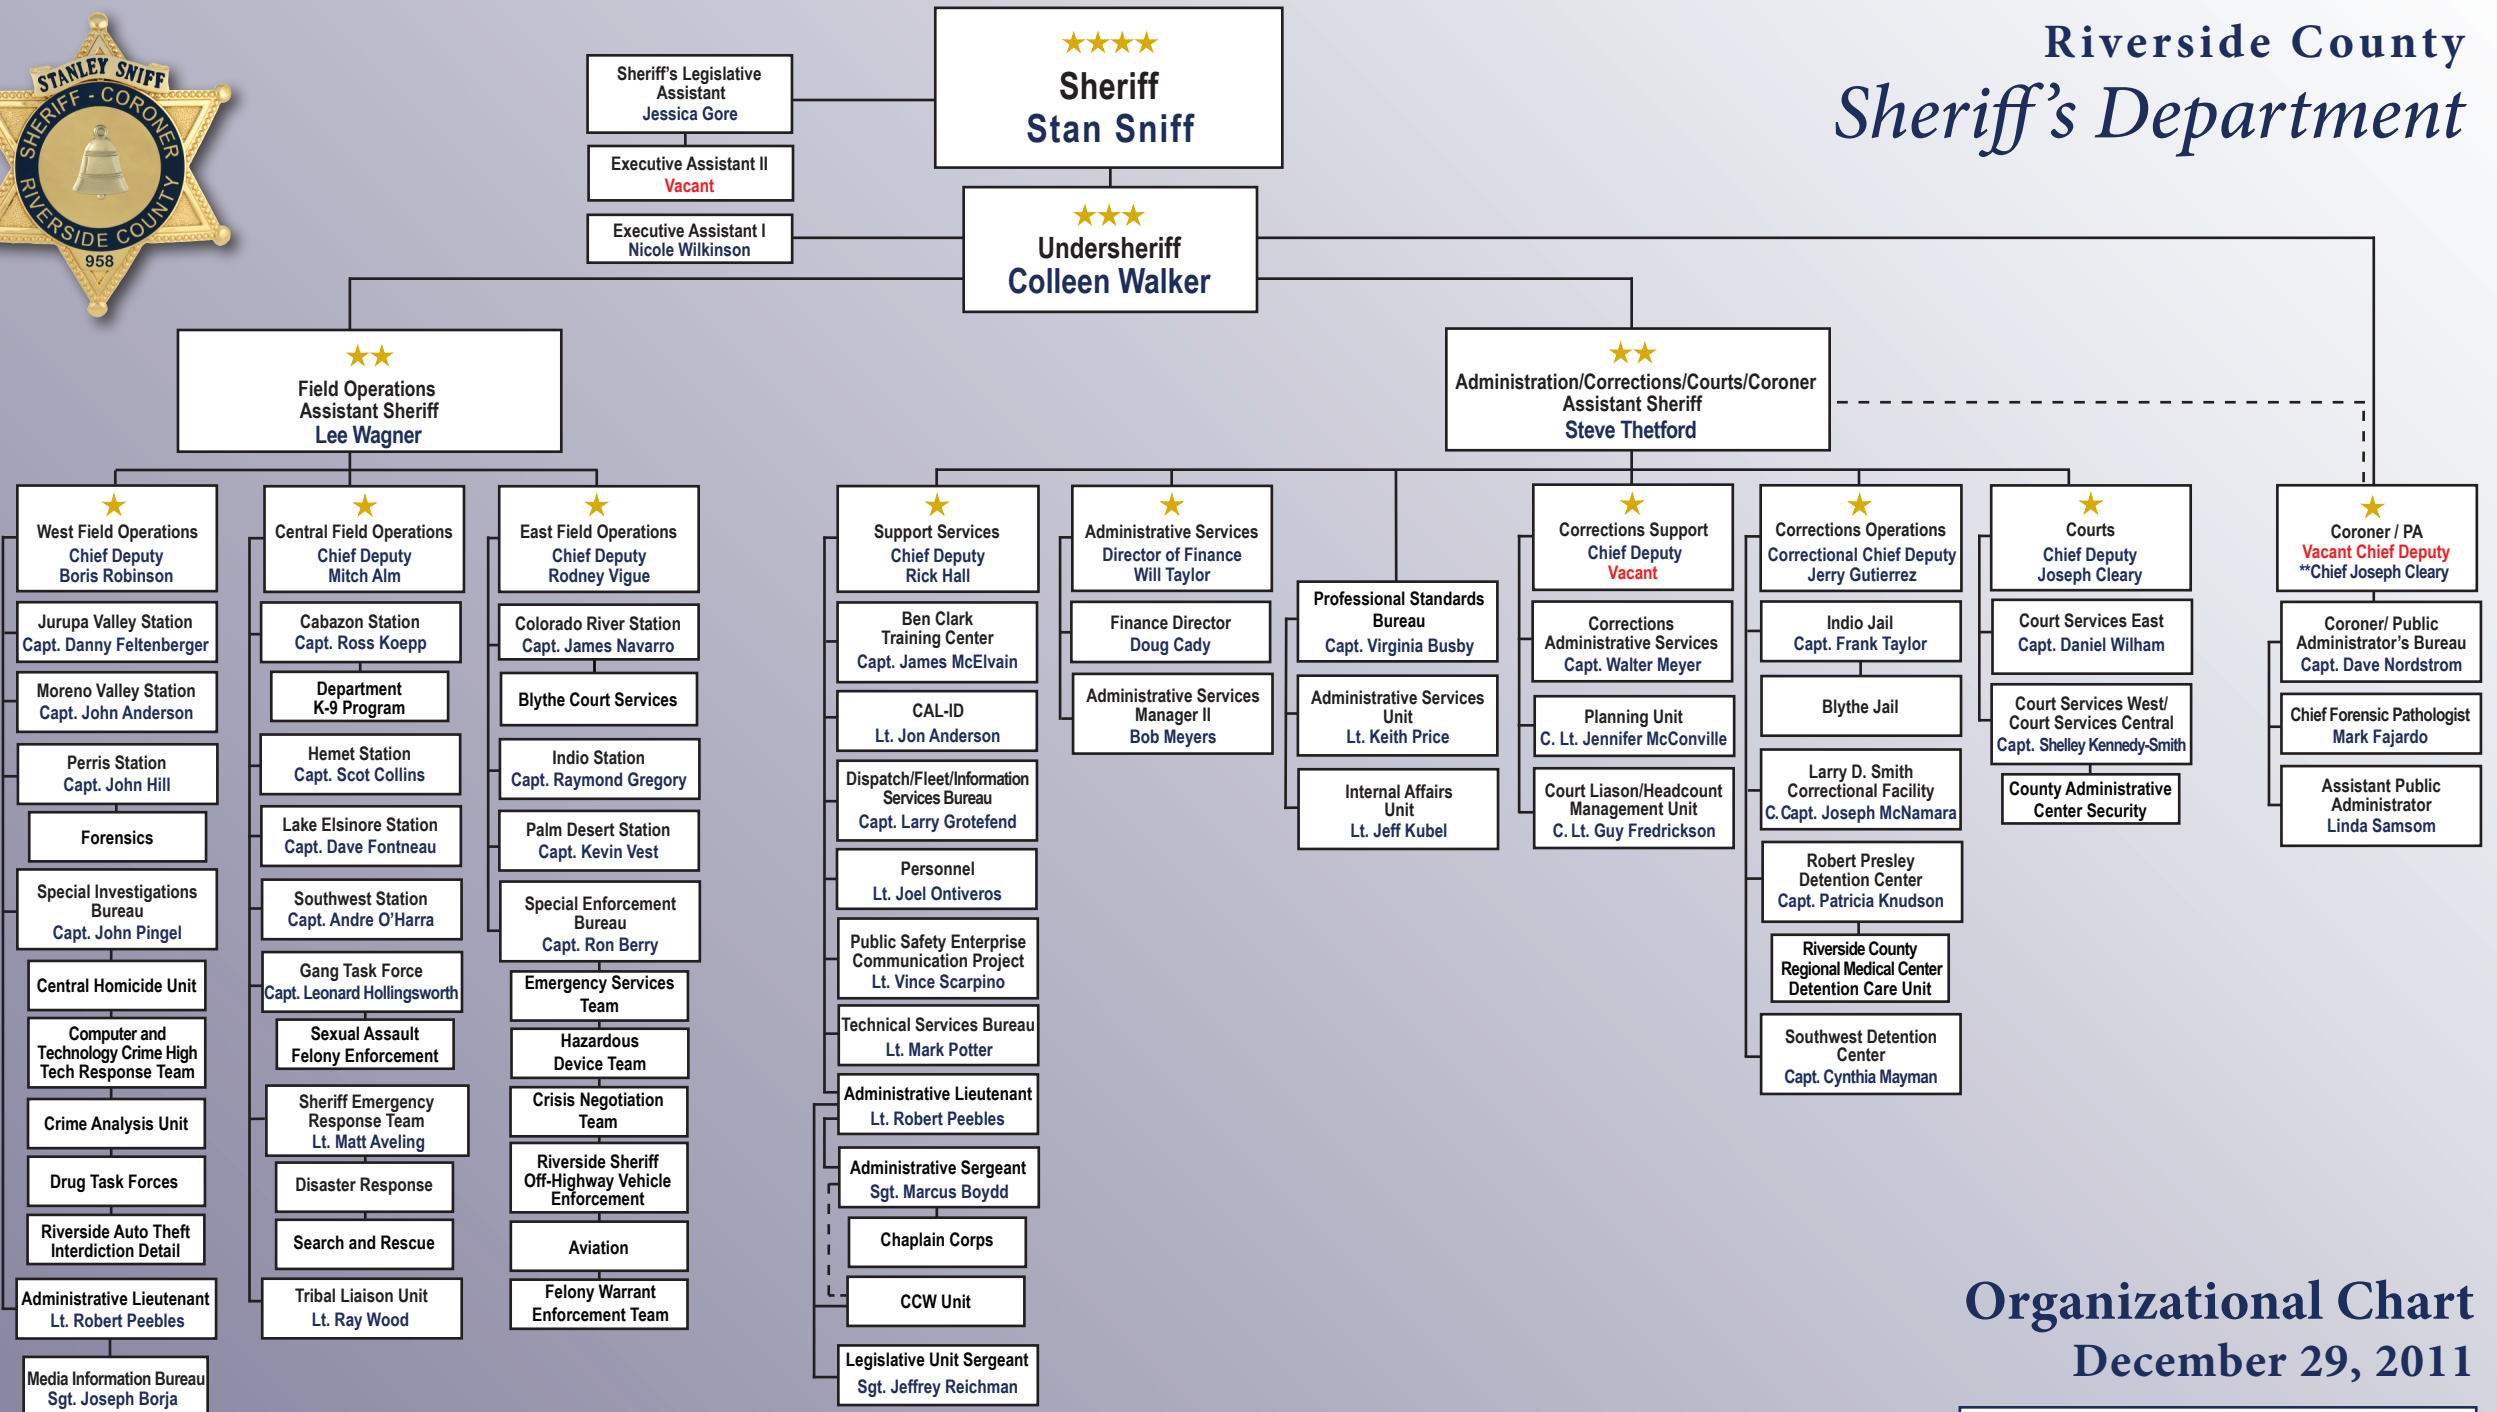 STANLEY SNIFF
SHERIFF - CORONER
RIVERSIDE COUNTY
958
Riverside County
Sheriff's Department
Sheriff
Stan Sniff
Sheriff's Legislative
Assistant
Jessica Gore
Executive Assistant II
Vacant
Executive Assistant I
Nicole Wilkinson
Undersheriff
Colleen Walker
Field Operations
Assistant Sheriff
Lee Wagner
Administration/Corrections/Courts/Coroner
Assistant Sheriff
Steve Thetford
West Field Operations
Chief Deputy
Boris Robinson
Jurupa Valley Station
Capt. Danny Feltenberger
Moreno Valley Station
Capt. John Anderson
Perris Station
Capt. John Hill
Forensics
Special Investigations
Bureau
Capt. John Pingel
Central Homicide Unit
Computer and
Technology Crime High
Tech Response Team
Crime Analysis Unit
Drug Task Forces
Riverside Auto Theft
Interdiction Detail
Administrative Lieutenant
Lt. Robert Peebles
Media Information Bureau
Sgt. Joseph Borja
Central Field Operations
Chief Deputy
Mitch Alm
Cabazon Station
Capt. Ross Koepp
Department
K-9 Program
Hemet Station
Capt. Scot Collins
Lake Elsinore Station
Capt. Dave Fontneau
Southwest Station
Capt. Andre O'Harra
Gang Task Force
Capt. Leonard Hollingsworth
Sexual Assault
Felony Enforcement
Sheriff Emergency
Response Team
Lt. Matt Aveling
Disaster Response
Search and Rescue
Tribal Liaison Unit
Lt. Ray Wood
East Field Operations
Chief Deputy
Rodney Vigue
Colorado River Station
Capt. James Navarro
Blythe Court Services
Indio Station
Capt. Raymond Gregory
Palm Desert Station
Capt. Kevin Vest
Special Enforcement
Bureau
Capt. Ron Berry
Emergency Services
Team
Hazardous
Device Team
Crisis Negotiation
Team
Riverside Sheriff
Off-Highway Vehicle
Enforcement
Aviation
Felony Warrant
Enforcement Team
Support Services
Chief Deputy
Rick Hall
Ben Clark
Training Center
Capt. James McElvain
CAL-ID
Lt. Jon Anderson
Dispatch/Fleet/Information
Services Bureau
Capt. Larry Grotefend
Personnel
Lt. Joel Ontiveros
Public Safety Enterprise
Communication Project
Lt. Vince Scarpino
Technical Services Bureau
Lt. Mark Potter
Administrative Lieutenant
Lt. Robert Peebles
Administrative Sergeant
Sgt. Marcus Boydd
Chaplain Corps
CCW Unit
Legislative Unit Sergeant
Sgt. Jeffrey Reichman
Administrative Services
Director of Finance
Will Taylor
Finance Director
Doug Cady
Administrative Services
Manager II
Bob Meyers
Professional Standards
Bureau
Capt. Virginia Busby
Administrative Services
Unit
Lt. Keith Price
Internal Affairs
Unit
Lt. Jeff Kubel
Corrections Support
Chief Deputy
Vacant
Corrections
Administrative Services
Capt. Walter Meyer
Planning Unit
C. Lt. Jennifer McConville
Court Liason/Headcount
Management Unit
C. Lt. Guy Fredrickson
Corrections Operations
Correctional Chief Deputy
Jerry Gutierrez
Indio Jail
Capt. Frank Taylor
Blythe Jail
Larry D. Smith
Correctional Facility
C. Capt. Joseph McNamara
Robert Presley
Detention Center
Capt. Patricia Knudson
Riverside County
Regional Medical Center
Detention Care Unit
Southwest Detention
Center
Capt. Cynthia Mayman
Courts
Chief Deputy
Joseph Cleary
Court Services East
Capt. Daniel Wilham
Court Services West/
Court Services Central
Capt. Shelley Kennedy-Smith
County Administrative
Center Security
Coroner / PA
Vacant Chief Deputy
**Chief Joseph Cleary
Coroner/ Public
Administrator's Bureau
Capt. Dave Nordstrom
Chief Forensic Pathologist
Mark Fajardo
Assistant Public
Administrator
Linda Samsom
Organizational Chart
December 29, 2011